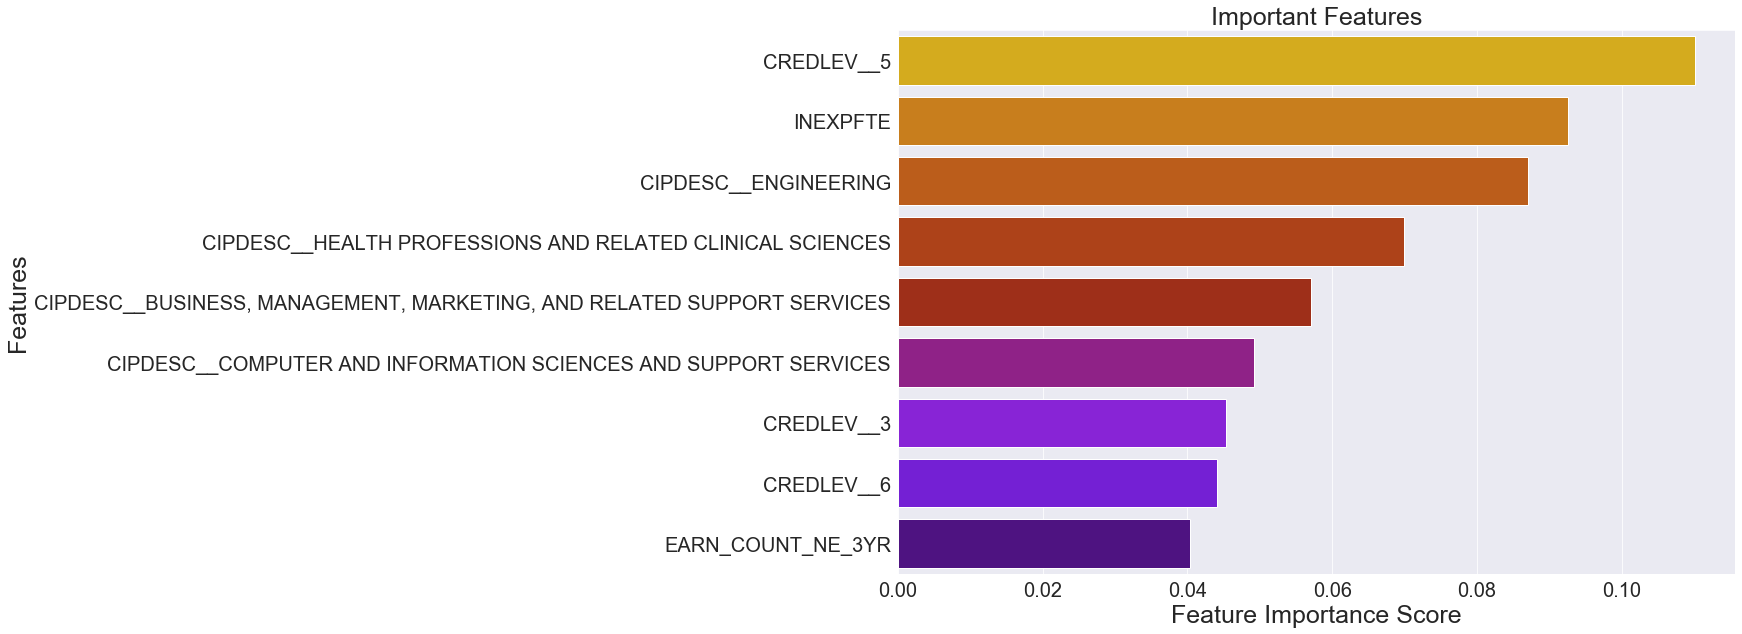 Important Features
Features
CREDLEV__5
INEXPFTE
CIPDESC__ENGINEERING
CIPDESC__HEALTH PROFESSIONS AND RELATED CLINICAL SCIENCES
CIPDESC__BUSINESS, MANAGEMENT, MARKETING, AND RELATED SUPPORT SERVICES
CIPDESC__COMPUTER AND INFORMATION SCIENCES AND SUPPORT SERVICES
CREDLEV__3
CREDLEV__6
EARN_COUNT_NE_3YR
0.00 0.02 0.04 0.06 0.08 0.10
Feature Importance Score